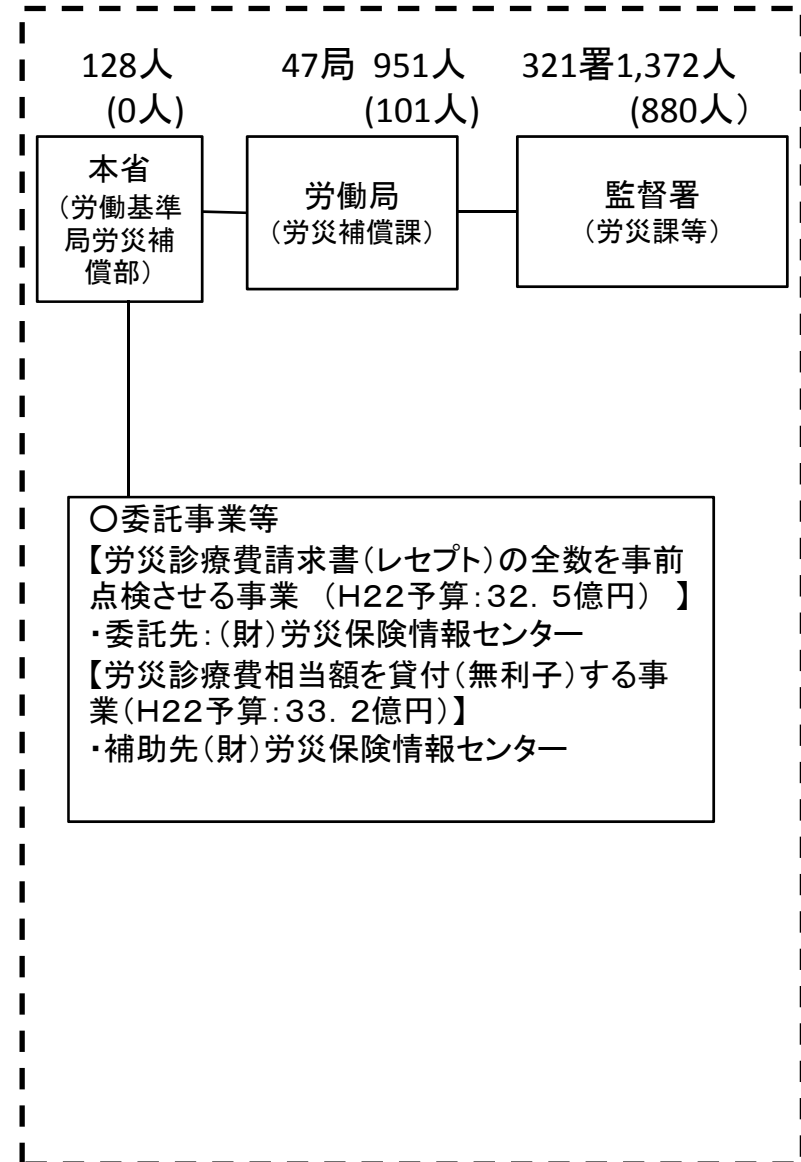 128人
(0人)
47局 951人
(101人)
321署1,372人
(880人）
本省
（労働基準
局労災補
償部）
労働局
（労災補償課）
監督署
（労災課等）
○委託事業等
【労災診療費請求書（レセプト）の全数を事前
点検させる事業 （Ｈ２２予算：３２．５億円） 】
・委託先：（財）労災保険情報センター
【労災診療費相当額を貸付（無利子）する事
業（Ｈ２２予算：３３．２億円）】
・補助先（財）労災保険情報センター